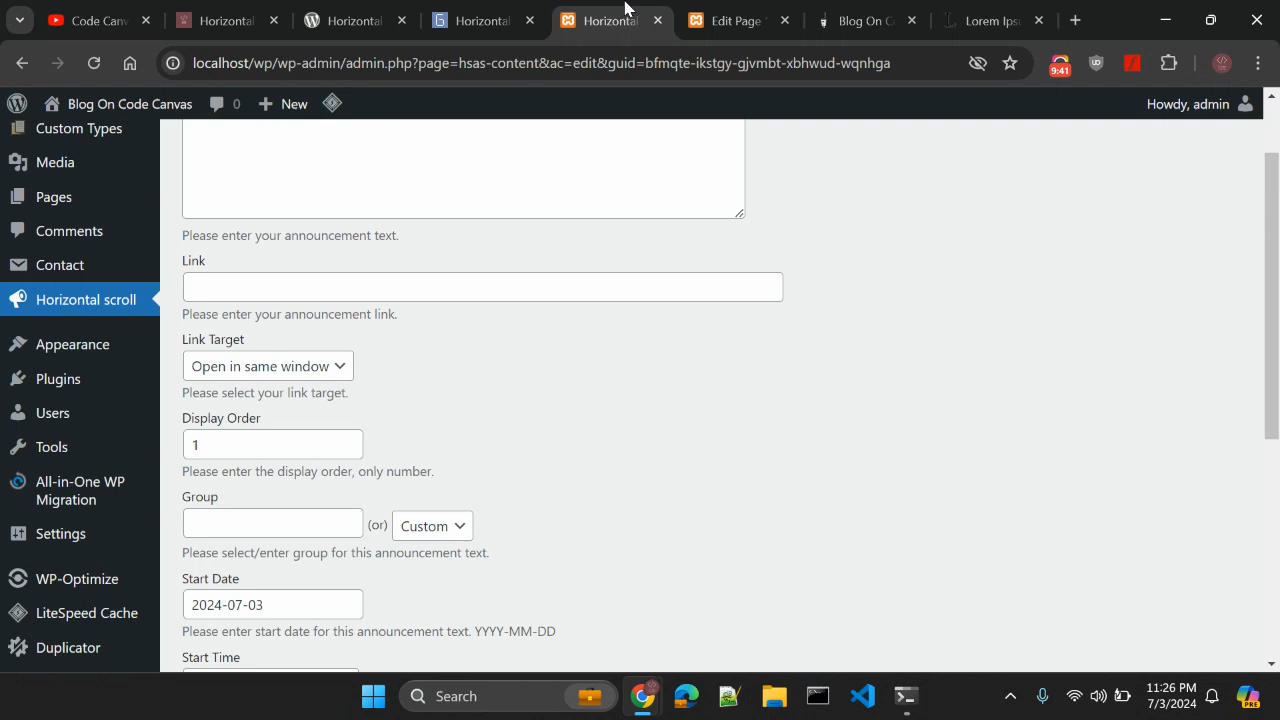 Code Canv
Horizontal
Horizontal
Horizontal
Horizontal
Edit Page
Blog On C
Lorem Ips
localhost/wp/wp-admin/admin.php?page=hsas-content&ac=edit&guid=bfmqte-ikstgy-gjvmbt-xbhwud-wqnhga
9:41
Blog On Code Canvas
0
New
Howdy, admin
Custom Types
Media
Pages
Comments
Contact
Horizontal scroll
Appearance
Plugins
Users
Tools
All-in-One WP
Migration
Settings
WP-Optimize
LiteSpeed Cache
Duplicator
Please enter your announcement text.
Link
Please enter your announcement link.
Link Target
Open in same window
Please select your link target.
Display Order
1
Please enter the display order, only number.
Group
(or) Custom
Please select/enter group for this announcement text.
Start Date
2024-07-03
Please enter start date for this announcement text. YYYY-MM-DD
Start Time
Search
11:26 PM
7/3/2024
PRE